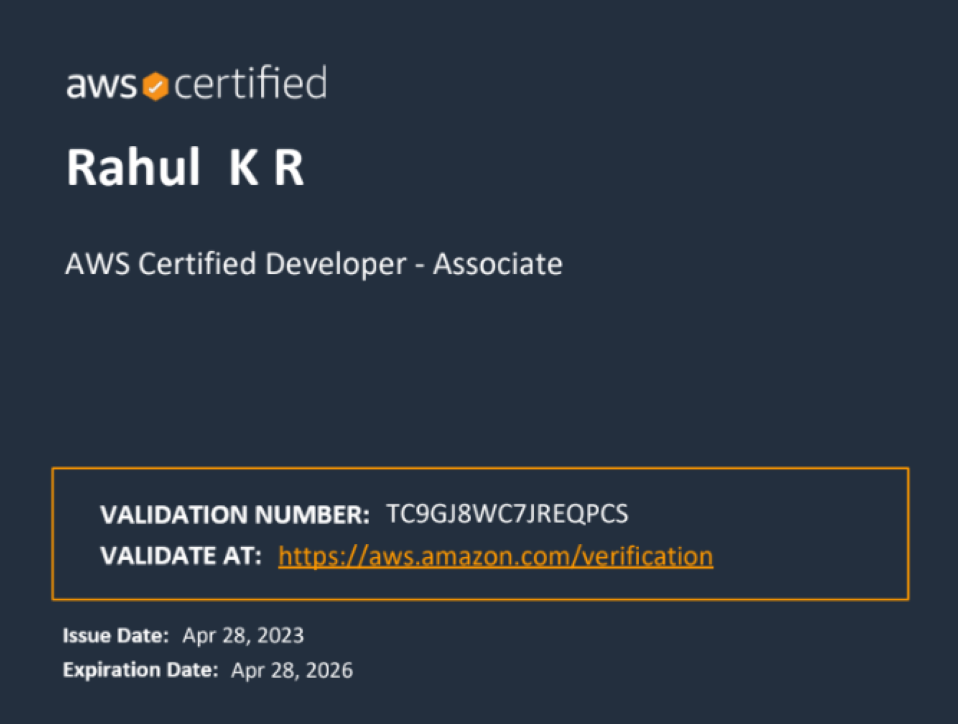 aws certified
Rahul K R
AWS Certified Developer - Associate
VALIDATION NUMBER: TC9GJ8WC7JREQPCS
VALIDATE AT: https://aws.amazon.com/verification
Issue Date: Apr 28, 2023
Expiration Date: Apr 28, 2026